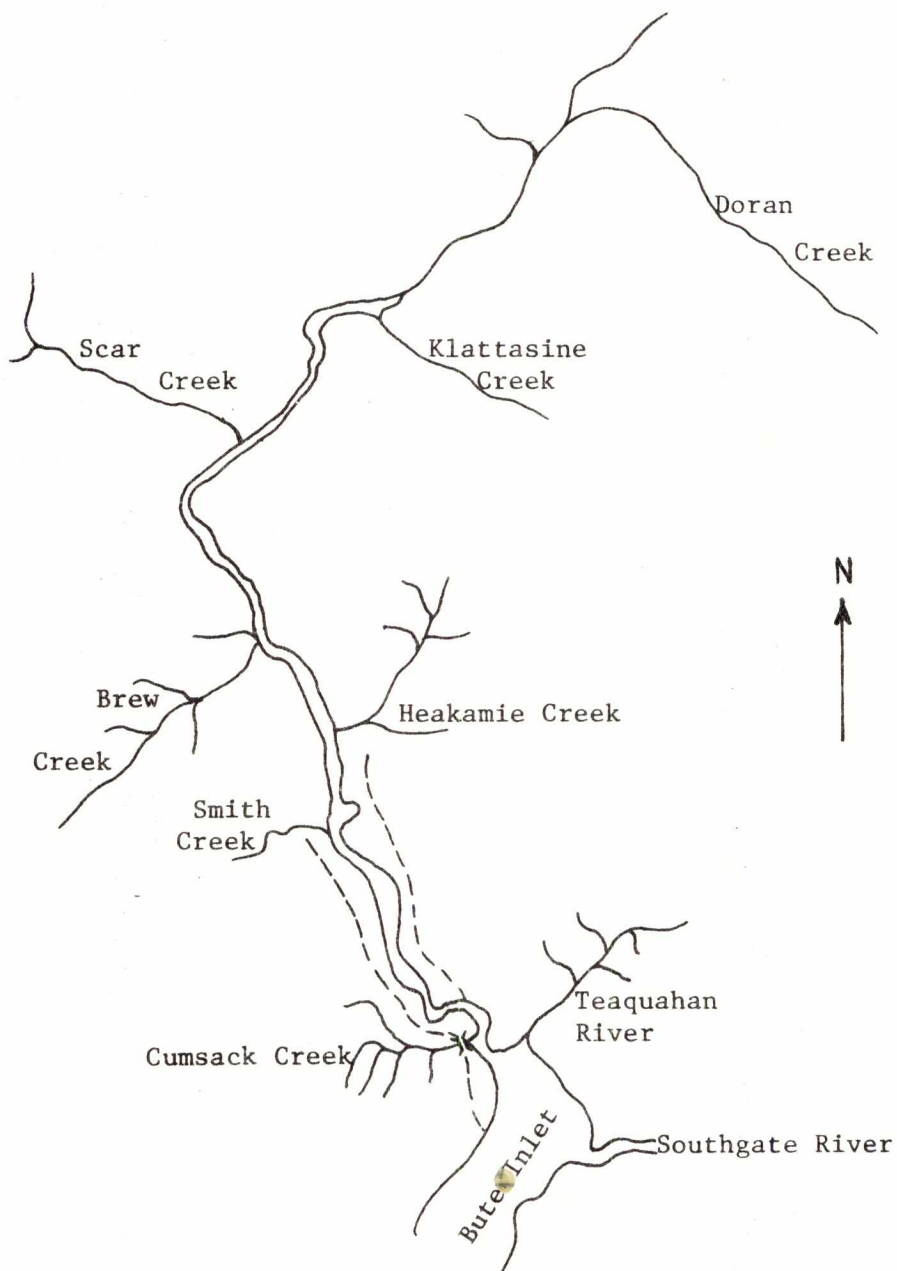 Doran
Creek
Scar
Creek
Klattasine
Creek
N
Brew
Creek
Heakamie Creek
Smith
Creek
Teaquahan
River
Cumsack Creek
Southgate River
Bute Inlet